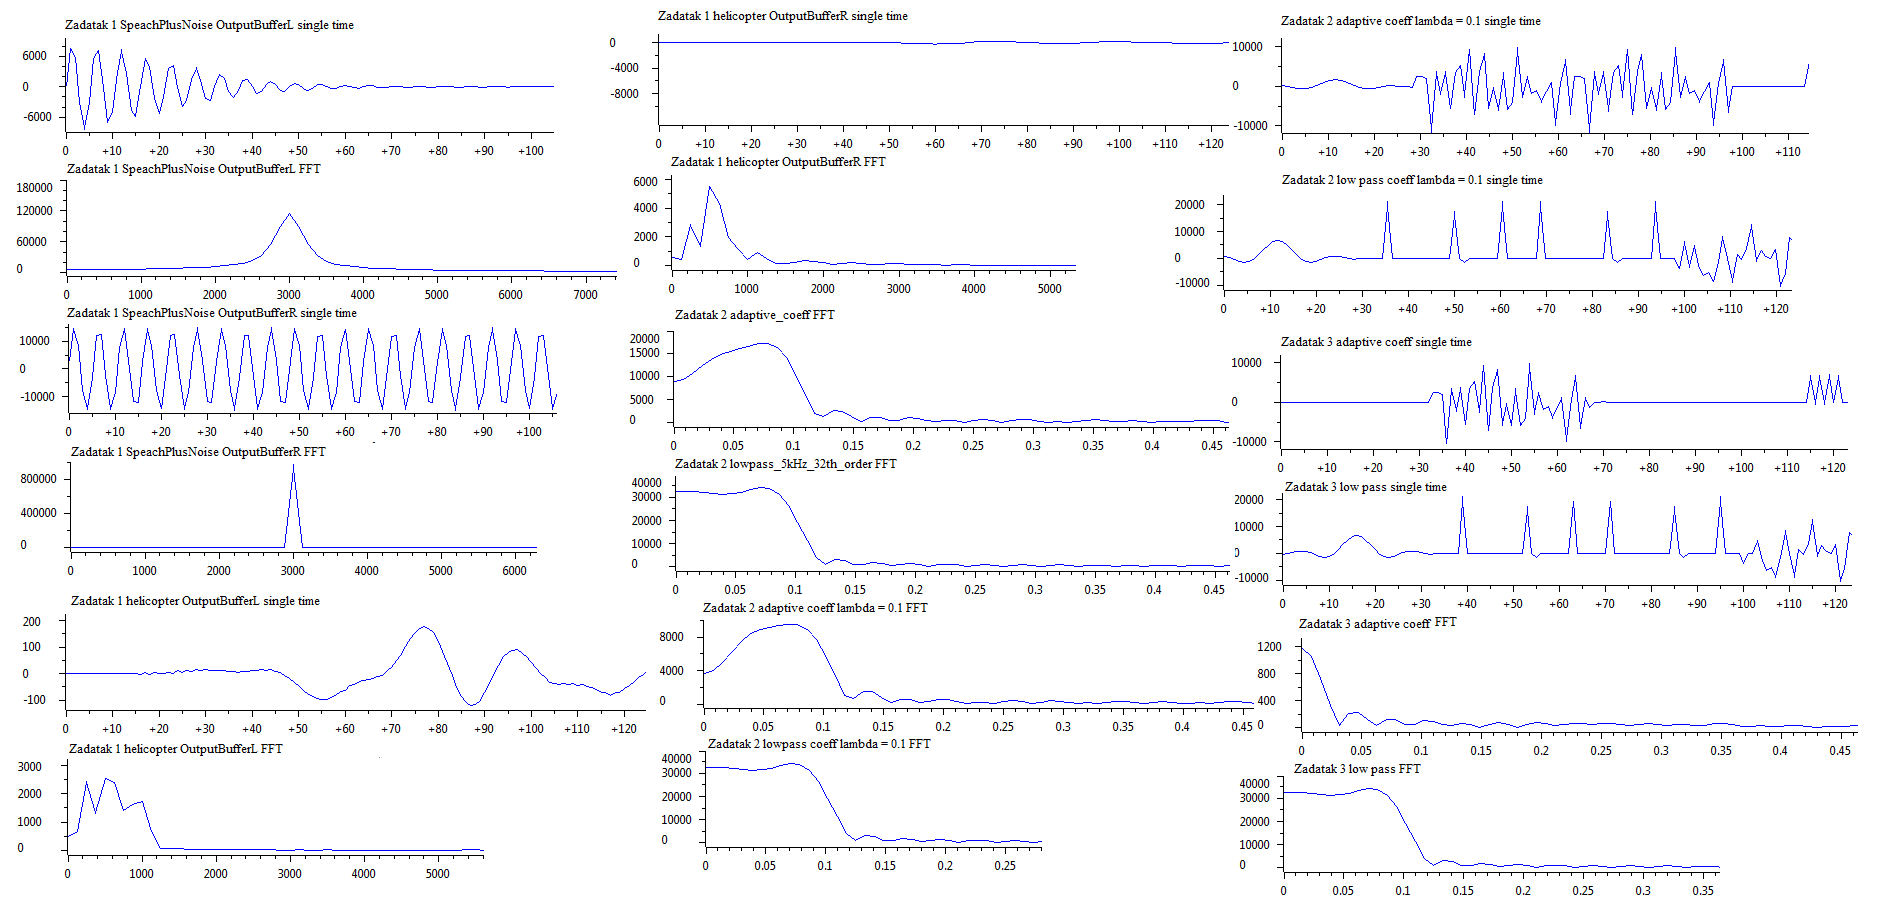 Zadatak 1 SpeachPlusNoise OutputBufferL single time
6000
0
-6000
0 +10 +20 +30 +40 +50 +60 +70 +80 +90 +100
Zadatak 1 SpeachPlusNoise OutputBufferL FFT
180000
120000
60000
0
0 1000 2000 3000 4000 5000 6000 7000
Zadatak 1 SpeachPlusNoise OutputBufferR single time
10000
0
-10000
0 +10 +20 +30 +40 +50 +60 +70 +80 +90 +100
Zadatak 1 SpeachPlusNoise OutputBufferR FFT
800000
400000
0
0 1000 2000 3000 4000 5000 6000
Zadatak 1 helicopter OutputBufferL single time
200
100
0
-100
0 +10 +20 +30 +40 +50 +60 +70 +80 +90 +100 +110 +120
Zadatak 1 helicopter OutputBufferL FFT
3000
2000
1000
0
0 1000 2000 3000 4000 5000
Zadatak 1 helicopter OutputBufferR single time
0
-4000
-8000
0 +10 +20 +30 +40 +50 +60 +70 +80 +90 +100 +110 +120
Zadatak 1 helicopter OutputBufferR FFT
6000
4000
2000
0
0 1000 2000 3000 4000 5000
Zadatak 2 adaptive_coeff FFT
20000
15000
10000
5000
0
0 0.05 0.1 0.15 0.2 0.25 0.3 0.35 0.4 0.45
Zadatak 2 lowpass_5kHz_32th_order FFT
40000
30000
20000
10000
0
0 0.05 0.1 0.15 0.2 0.25 0.3 0.35 0.4 0.45
Zadatak 2 adaptive coeff lambda = 0.1 FFT
8000
4000
0
0 0.05 0.1 0.15 0.2 0.25 0.3 0.35 0.4 0.45
Zadatak 2 lowpass coeff lambda = 0.1 FFT
40000
30000
20000
10000
0
0 0.05 0.1 0.15 0.2 0.25
Zadatak 2 adaptive coeff lambda = 0.1 single time
10000
0
-10000
0 +10 +20 +30 +40 +50 +60 +70 +80 +90 +100 +110
Zadatak 2 low pass coeff lambda = 0.1 single time
20000
10000
0
-10000
0 +10 +20 +30 +40 +50 +60 +70 +80 +90 +100 +110 +120
Zadatak 3 adaptive coeff single time
10000
0
-10000
0 +10 +20 +30 +40 +50 +60 +70 +80 +90 +100 +110 +120
Zadatak 3 low pass single time
20000
10000
0
-10000
0 +10 +20 +30 +40 +50 +60 +70 +80 +90 +100 +110 +120
Zadatak 3 adaptive coeff FFT
1200
800
400
0
0 0.05 0.1 0.15 0.2 0.25 0.3 0.35 0.4 0.45
Zadatak 3 low pass FFT
40000
30000
20000
10000
0
0 0.05 0.1 0.15 0.2 0.25 0.3 0.35